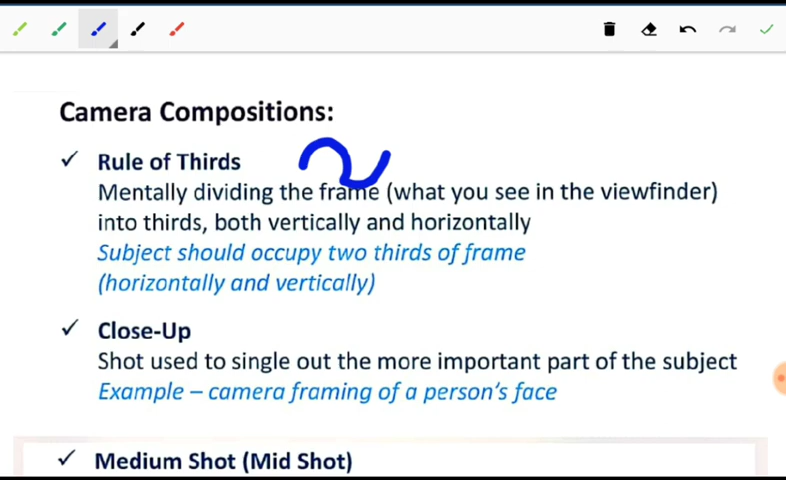 Camera Compositions:
✓ Rule of Thirds
Mentally dividing the frame (what you see in the viewfinder)
into thirds, both vertically and horizontally
Subject should occupy two thirds of frame
(horizontally and vertically)
✓ Close-Up
Shot used to single out the more important part of the subject
Example – camera framing of a person's face
✓ Medium Shot (Mid Shot)